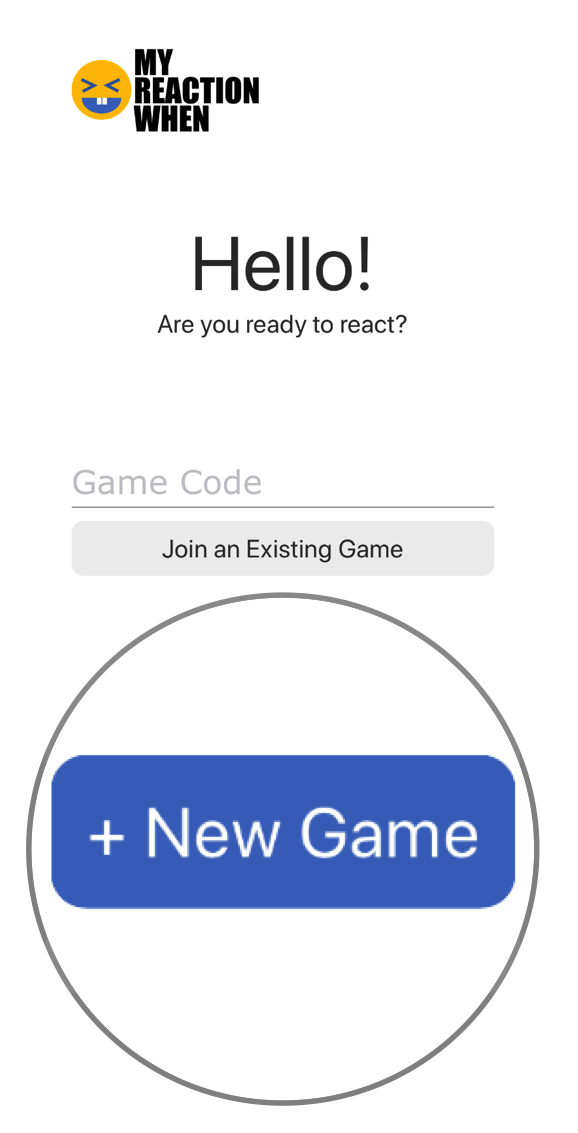 MY
REACTION
WHEN
Hello!
Are you ready to react?
Game Code
Join an Existing Game
+ New Game